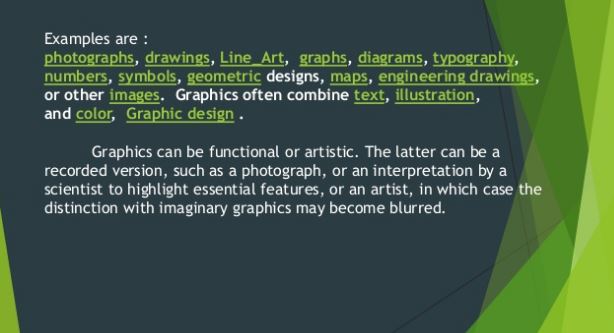 Examples are :
photographs, drawings, Line_Art,  graphs, diagrams, typography,
numbers, symbols, geometric designs, maps, engineering drawings,
or other images.  Graphics often combine text, illustration,
and color,  Graphic design .
Graphics can be functional or artistic. The latter can be a
recorded version, such as a photograph, or an interpretation by a
scientist to highlight essential features, or an artist, in which case the
distinction with imaginary graphics may become blurred.